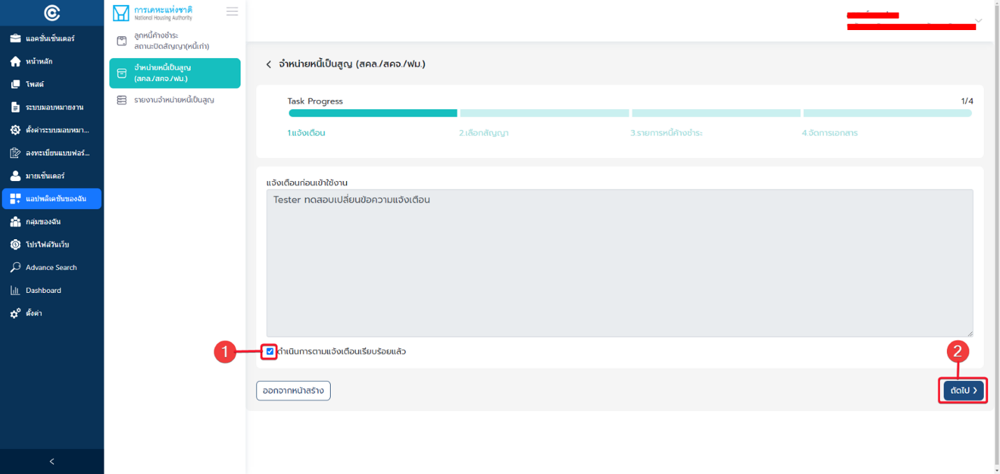 แอคชั่นเซ็นเตอร์
หน้าหลัก
โพสต์
ระบบมอบหมายงาน
ตั้งค่าระบบมอบหมา...
ลงทะเบียนแบบฟอร์...
มายเซ็นเตอร์
แอปพลิเคชันของฉัน
กลุ่มของฉัน
โปรไฟล์วันเว็บ
Advance Search
Dashboard
ตั้งค่า
การเคหะแห่งชาติ
National Housing Authority
ลูกหนี้ค้างชำระ
สถานะปิดสัญญา(หนี้เก่า)
จำหน่ายหนี้เป็นสูญ
(สคล./สคจ./ฟม.)
รายงานจำหน่ายหนี้เป็นสูญ
จำหน่ายหนี้เป็นสูญ (สคล./สคจ./ฟม.)
Task Progress
1/4
1.แจ้งเตือน
2.เลือกสัญญา
3.รายการหนี้ค้างชำระ
4.จัดการเอกสาร
แจ้งเตือนก่อนเข้าใช้งาน
Tester ทดสอบเปลี่ยนข้อความแจ้งเตือน
1
ดำเนินการตามแจ้งเตือนเรียบร้อยแล้ว
2
ออกจากหน้าสร้าง
ถัดไป